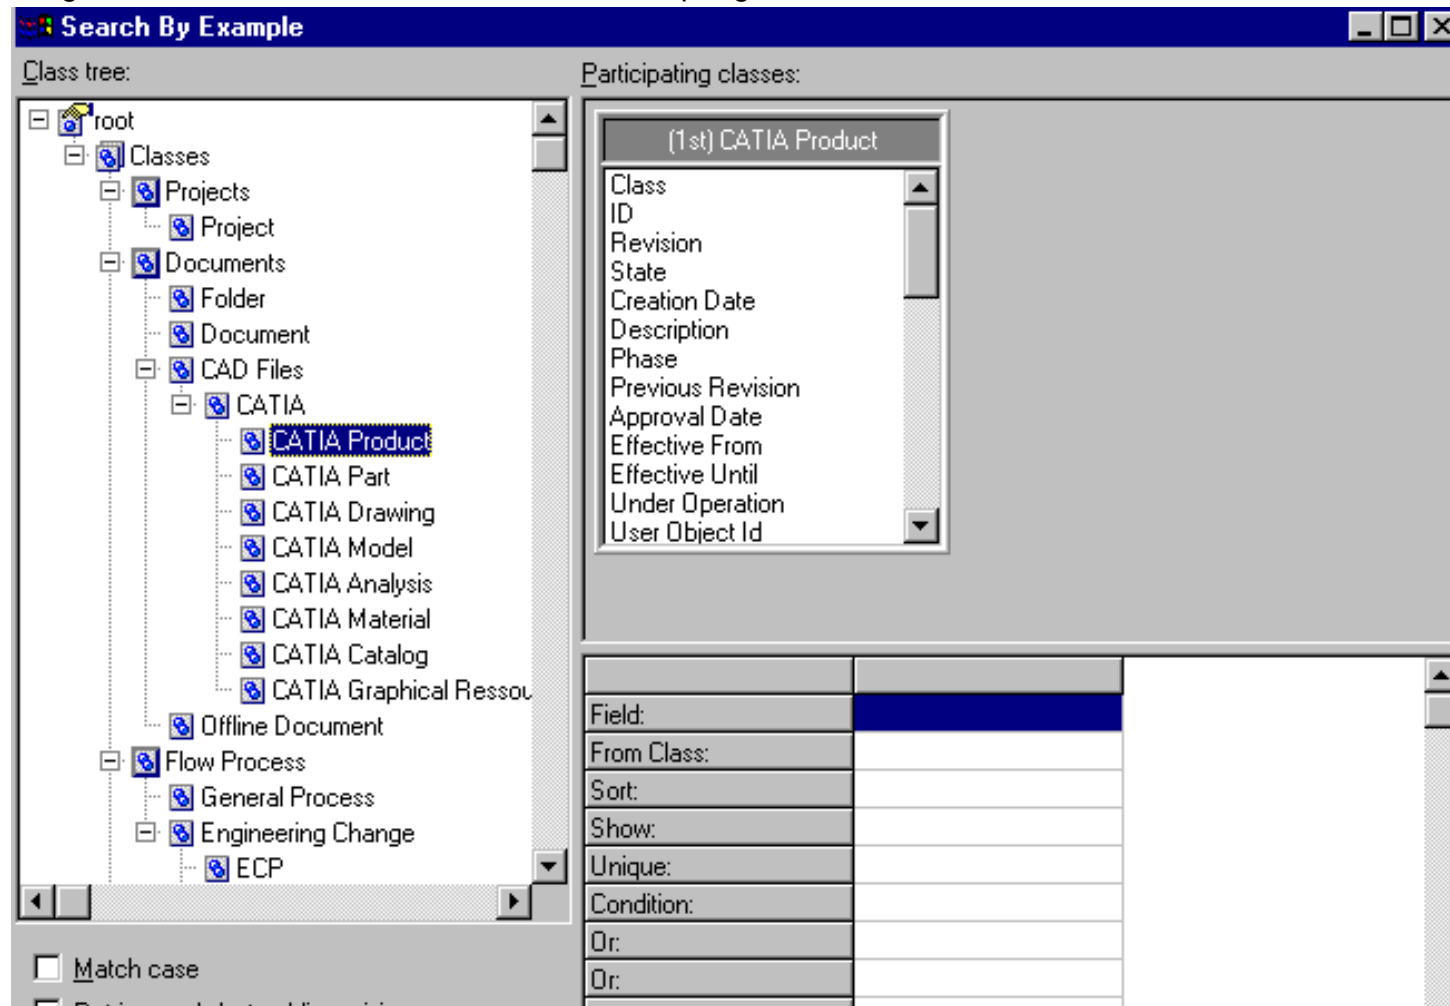 Search By Example
Class tree:
root
Classes
Projects
Project
Documents
Folder
Document
CAD Files
CATIA
CATIA Product
CATIA Part
CATIA Drawing
CATIA Model
CATIA Analysis
CATIA Material
CATIA Catalog
CATIA Graphical Ressou
Offline Document
Flow Process
General Process
Engineering Change
ECP
Match case
Participating classes:
(1st) CATIA Product
Class
ID
Revision
State
Creation Date
Description
Phase
Previous Revision
Approval Date
Effective From
Effective Until
Under Operation
User Object Id
Field:
From Class:
Sort:
Show:
Unique:
Condition:
Or:
Or: